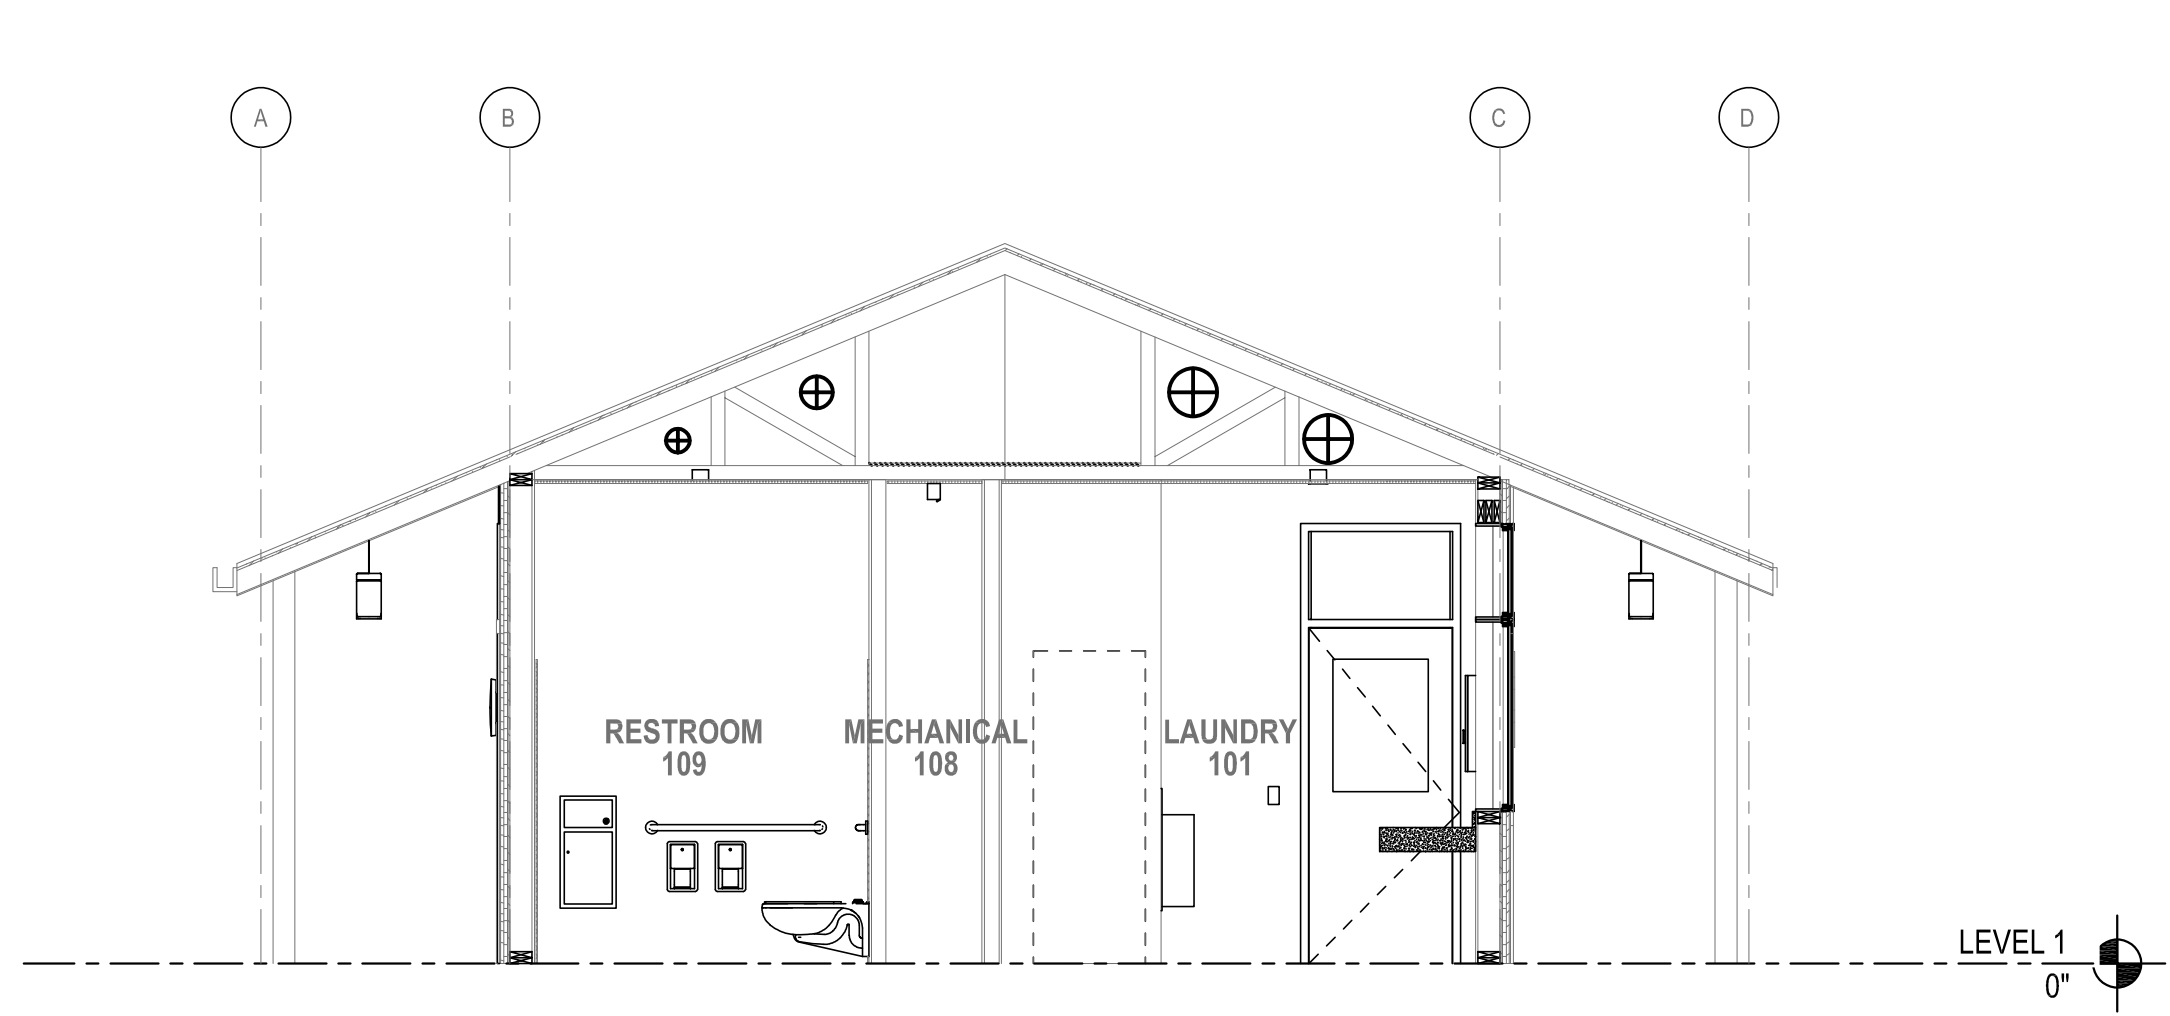 A
B
C
D
RESTROOM
109
MECHANICAL
108
LAUNDRY
101
LEVEL 1
0"